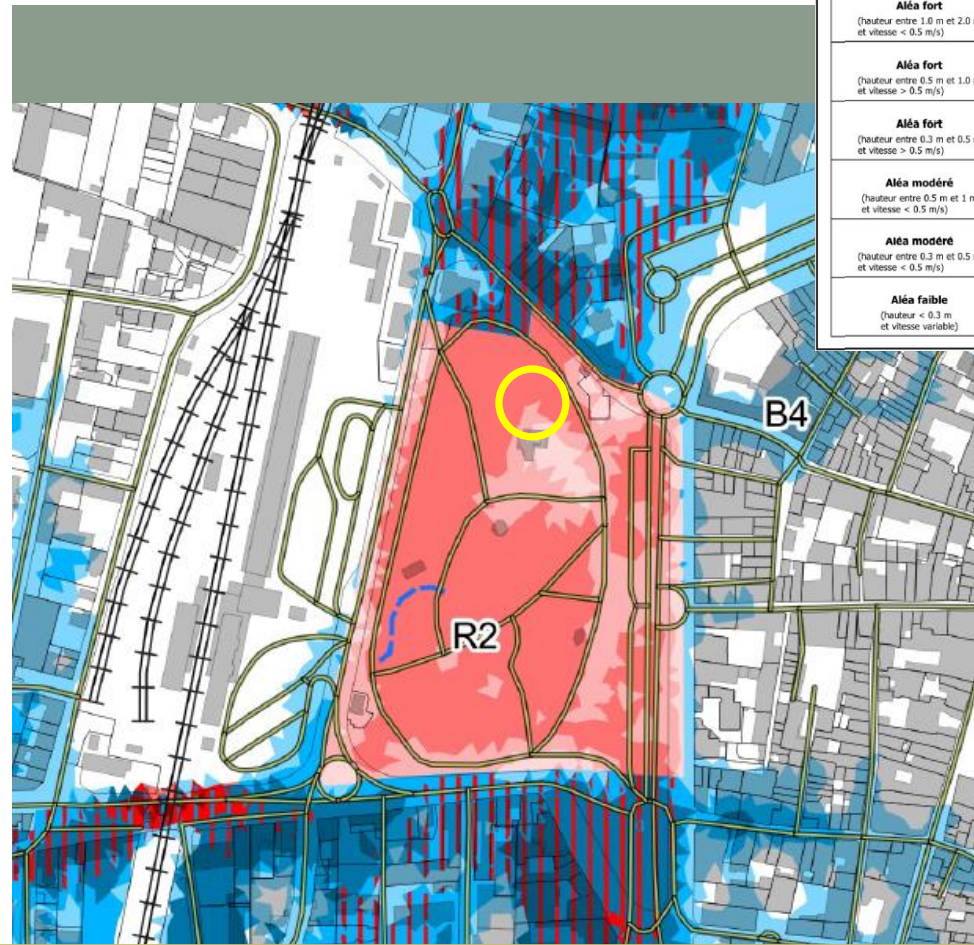 Aléa fort
(hauteur entre 1.0 m et 2.0
et vitesse < 0.5 m/s)
Aléa fort
(hauteur entre 0.5 m et 1.0
et vitesse > 0.5 m/s)
Aléa fort
(hauteur entre 0.3 m et 0.5
et vitesse > 0.5 m/s)
Aléa modéré
(hauteur entre 0.5 m et 1 m
et vitesse < 0.5 m/s)
Aléa modéré
(hauteur entre 0.3 m et 0.5
et vitesse < 0.5 m/s)
Aléa faible
(hauteur < 0.3 m
et vitesse variable)
B4
R2